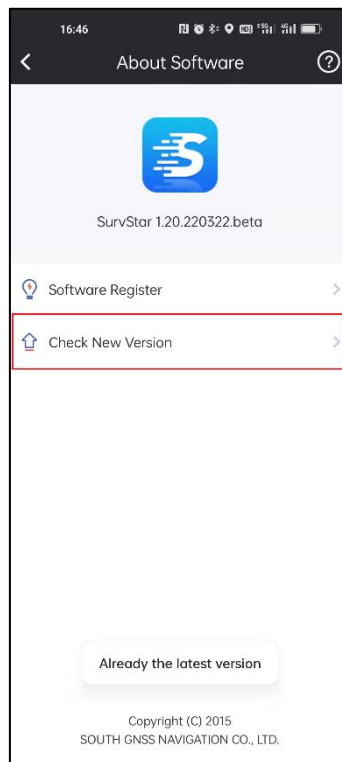 16:46
About Software
SurvStar 1.20.220322.beta
Software Register
Check New Version
Already the latest version
Copyright (C) 2015
SOUTH GNSS NAVIGATION CO., LTD.